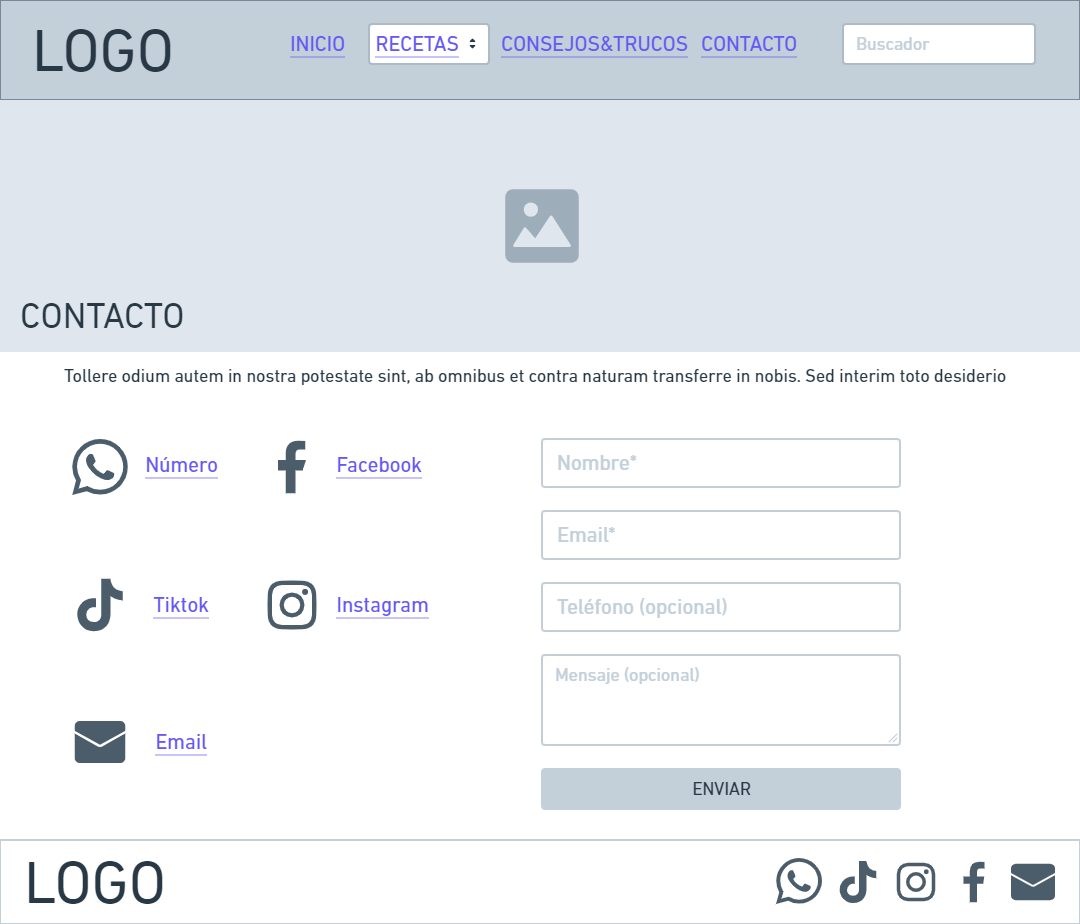 LOGO
INICIO
RECETAS
CONSEJOS&TRUCOS
CONTACTO
Buscador
CONTACTO
Tollere odium autem in nostra potestate sint, ab omnibus et contra naturam transferre in nobis. Sed interim toto desiderio
Número
Facebook
Tiktok
Instagram
Email
Nombre*
Email*
Teléfono (opcional)
Mensaje (opcional)
ENVIAR
LOGO